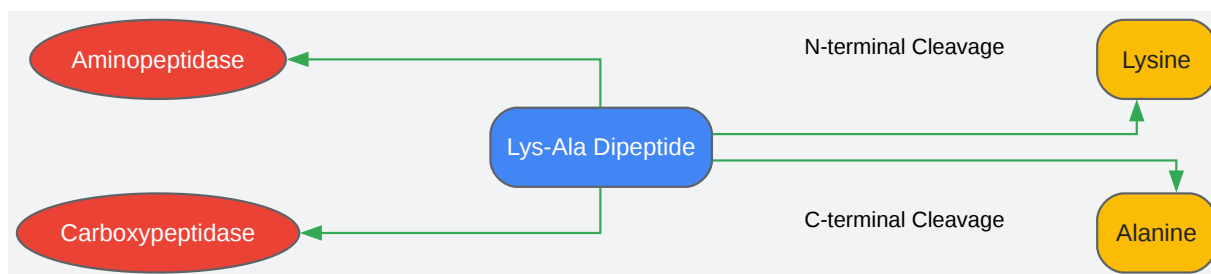 Aminopeptidase
N-terminal Cleavage
Lysine
Lys-Ala Dipeptide
Carboxypeptidase
C-terminal Cleavage
Alanine